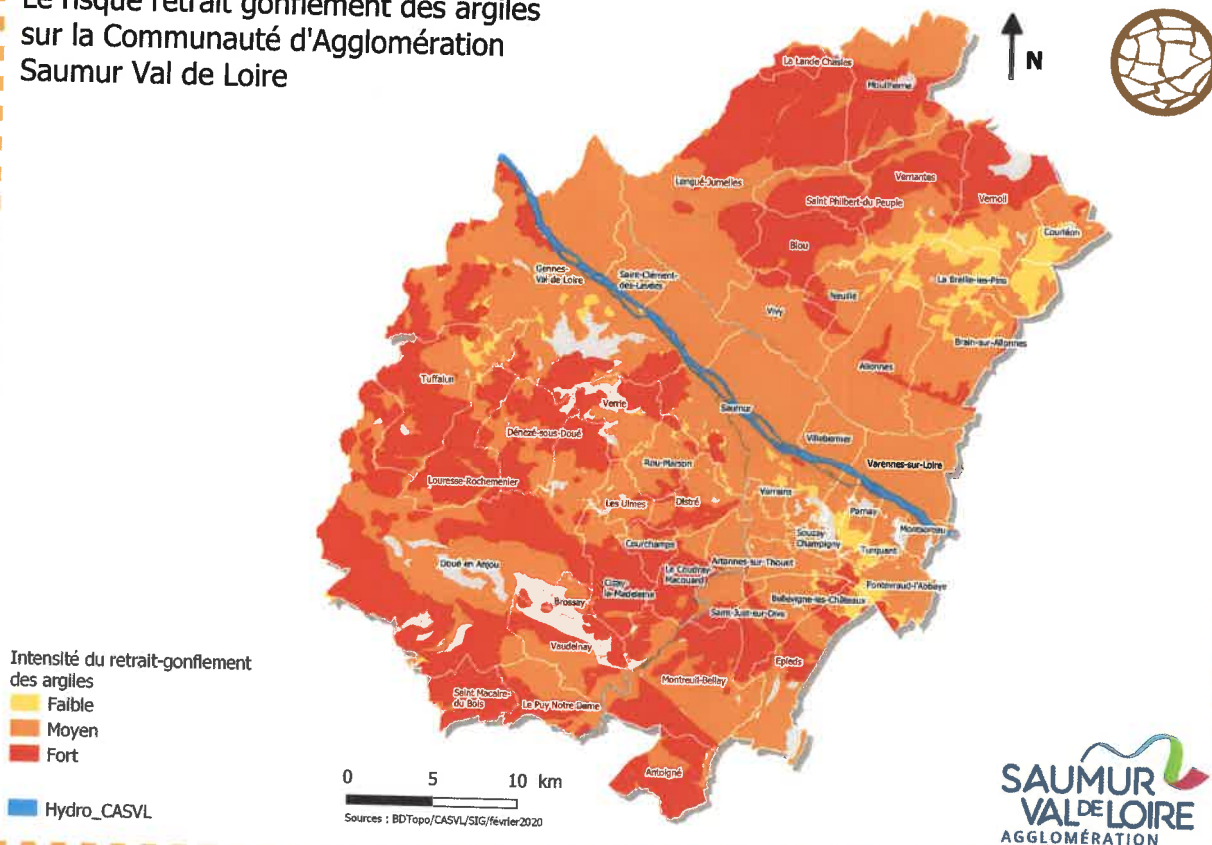 Le risque retrait gonflement des argiles
sur la Communauté d'Agglomération
Saumur Val de Loire
N
La Lande Chasles
Mouliherne
Longué-Jumelles
Vernantes
Saint Philbert-du Peuple
Vernoil
Courléon
Blou
Gennes-
Val de Loire
Saint-Clément-
des-Levées
La Breille-les-Pins
Neuillé
Vivy
Brain-sur-Allonnes
Allonnes
Tuffalun
Verrie
Saumur
Dénezé-sous-Doué
Villebernier
Rou-Marson
Varennes-sur-Loire
Louresse-Rochemenier
Varrains
Les Ulmes
Distré
Parnay
Souzay
Champigny
Montsoreau
Courchamps
Turquant
Doué en Anjou
Artannes-sur-Thouet
Le Coudray
Macouard
Cizay
la-Madeleine
Fontevraud-l'Abbaye
Brossay
Bellevigne-les-Châteaux
Saint-Just-sur-Dive
Vaudelnay
Epieds
Montreuil-Bellay
Saint Macaire-
du Bois
Le Puy Notre Dame
Antoigné
Intensité du retrait-gonflement
des argiles
Faible
Moyen
Fort
Hydro_CASVL
0 5 10 km
Sources : BDTopo/CASVL/SIG/février2020
SAUMUR
VAL DE LOIRE
AGGLOMÉRATION